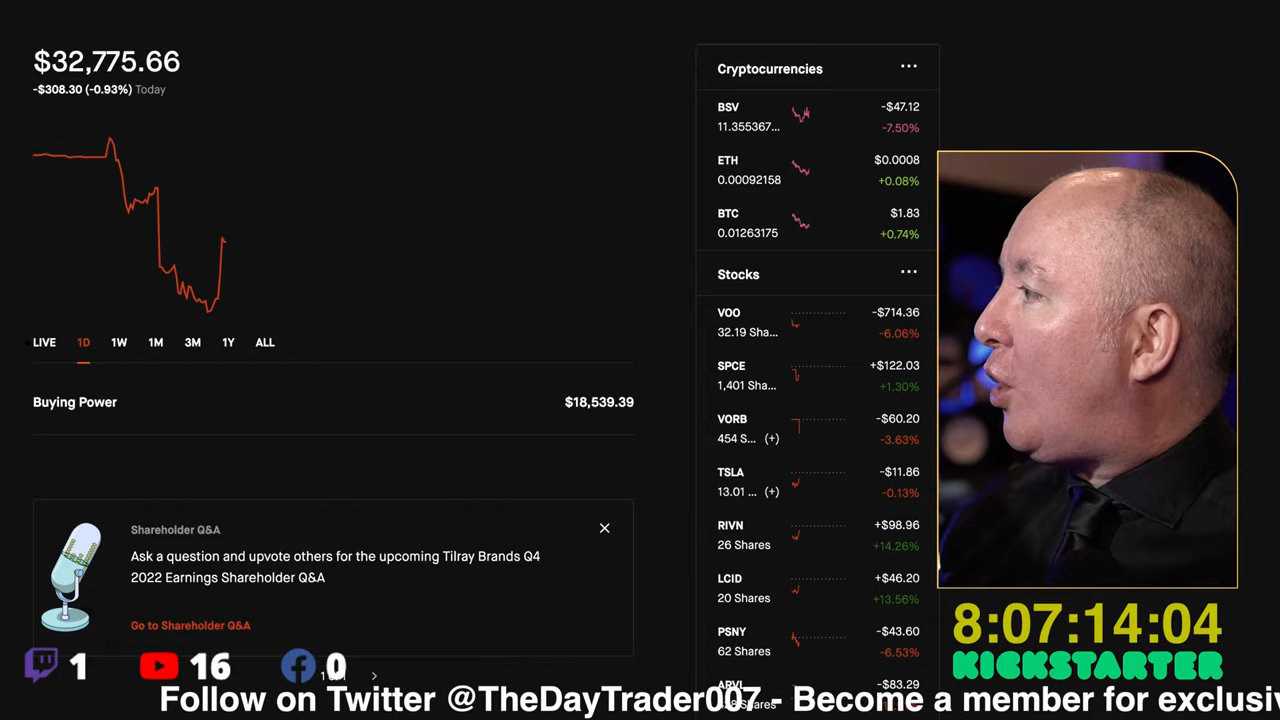 $32,775.66
-$308.30 (-0.93%) Today
LIVE 1D 1W 1M 3M 1Y ALL
Buying Power $18,539.39
Shareholder Q&A
Ask a question and upvote others for the upcoming Tilray Brands Q4
2022 Earnings Shareholder Q&A
Go to Shareholder Q&A
Cryptocurrencies
BSV -$47.12
11.355367... -7.50%
ETH $0.0008
0.00092158 +0.08%
BTC $1.83
0.01263175 +0.74%
Stocks
VOO -$714.36
32.19 Sha... -6.06%
SPCE +$122.03
1,401 Sha... +1.30%
VORB -$60.20
454 S... (+) -3.63%
TSLA -$11.86
13.01 ... (+) -0.13%
RIVN +$98.96
26 Shares +14.26%
LCID +$46.20
20 Shares +13.56%
PSNY -$43.60
62 Shares -6.53%
ARVL -$83.29
8:07:14:04
KICKSTARTER
1 16 0
Follow on Twitter @TheDayTrader007 - Become a member for exclusi